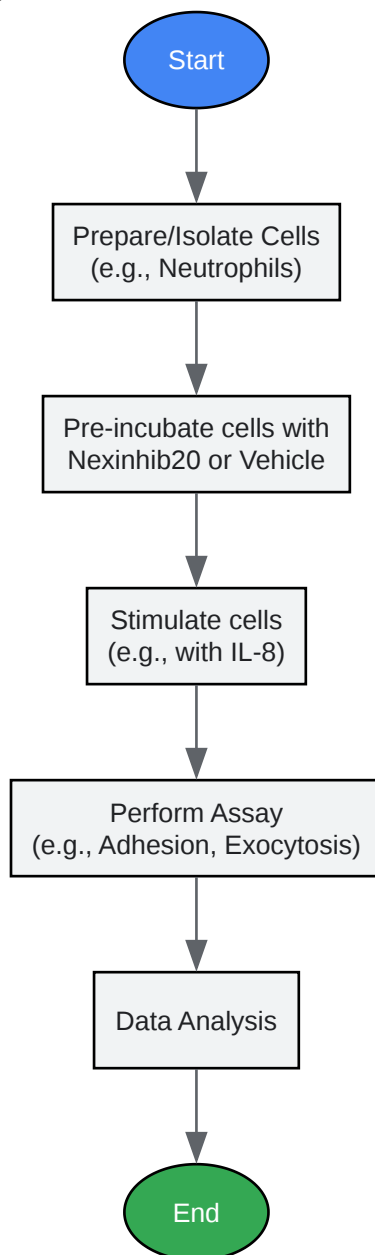 Start
Prepare/Isolate Cells
(e.g., Neutrophils)
Pre-incubate cells with
Nexinhib20 or Vehicle
Stimulate cells
(e.g., with IL-8)
Perform Assay
(e.g., Adhesion, Exocytosis)
Data Analysis
End